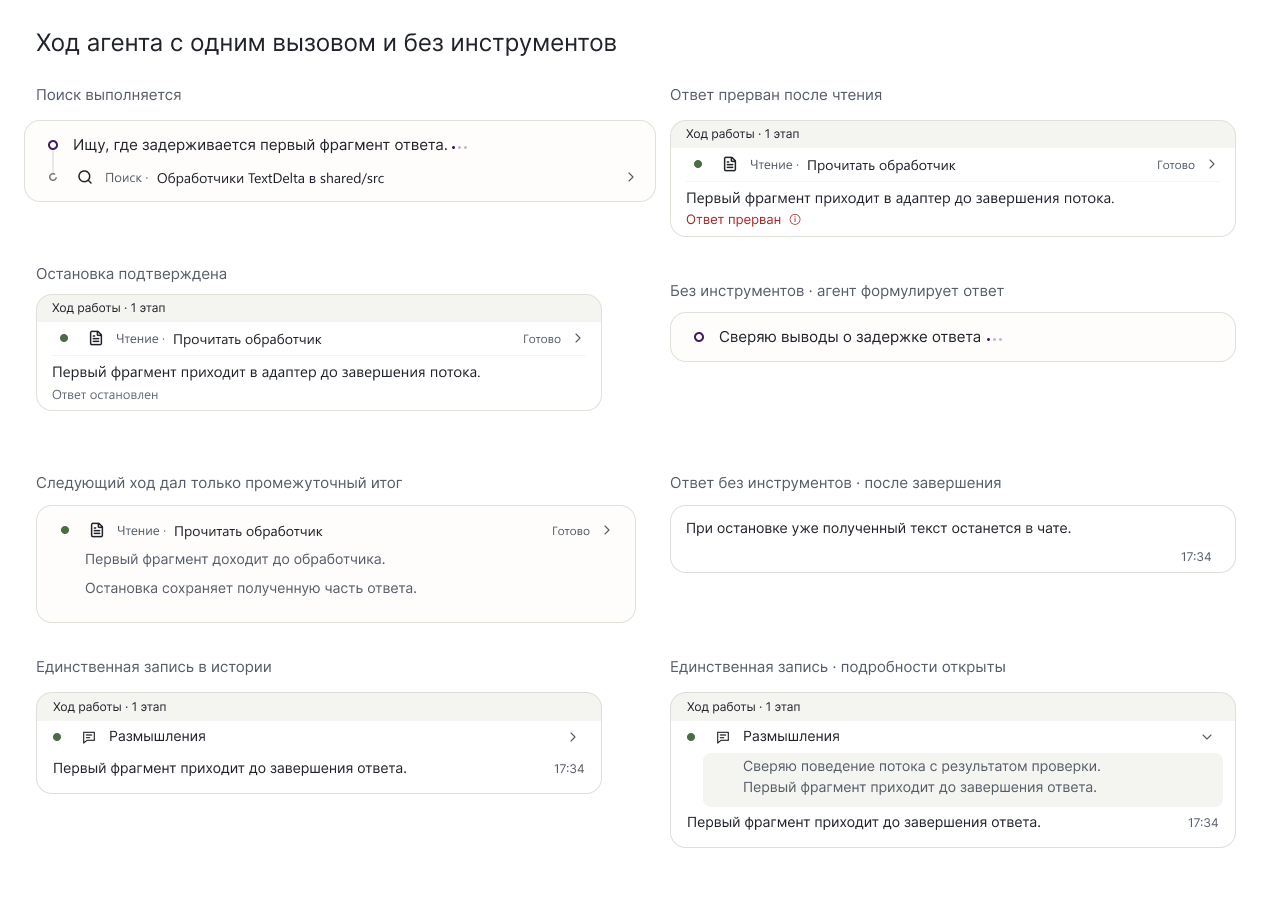 Ход агента с одним вызовом и без инструментов
Поиск выполняется
Ищу, где задерживается первый фрагмент ответа.
Поиск · Обработчики TextDelta в shared/src
Ответ прерван после чтения
Ход работы · 1 этап
Чтение · Прочитать обработчик Готово
Первый фрагмент приходит в адаптер до завершения потока.
Ответ прерван
Остановка подтверждена
Ход работы · 1 этап
Чтение · Прочитать обработчик Готово
Первый фрагмент приходит в адаптер до завершения потока.
Ответ остановлен
Без инструментов · агент формулирует ответ
Сверяю выводы о задержке ответа
Следующий ход дал только промежуточный итог
Чтение · Прочитать обработчик Готово
Первый фрагмент доходит до обработчика.
Остановка сохраняет полученную часть ответа.
Ответ без инструментов · после завершения
При остановке уже полученный текст останется в чате.
17:34
Единственная запись в истории
Ход работы · 1 этап
Размышления
Первый фрагмент приходит до завершения ответа. 17:34
Единственная запись · подробности открыты
Ход работы · 1 этап
Размышления
Сверяю поведение потока с результатом проверки.
Первый фрагмент приходит до завершения ответа.
Первый фрагмент приходит до завершения ответа. 17:34